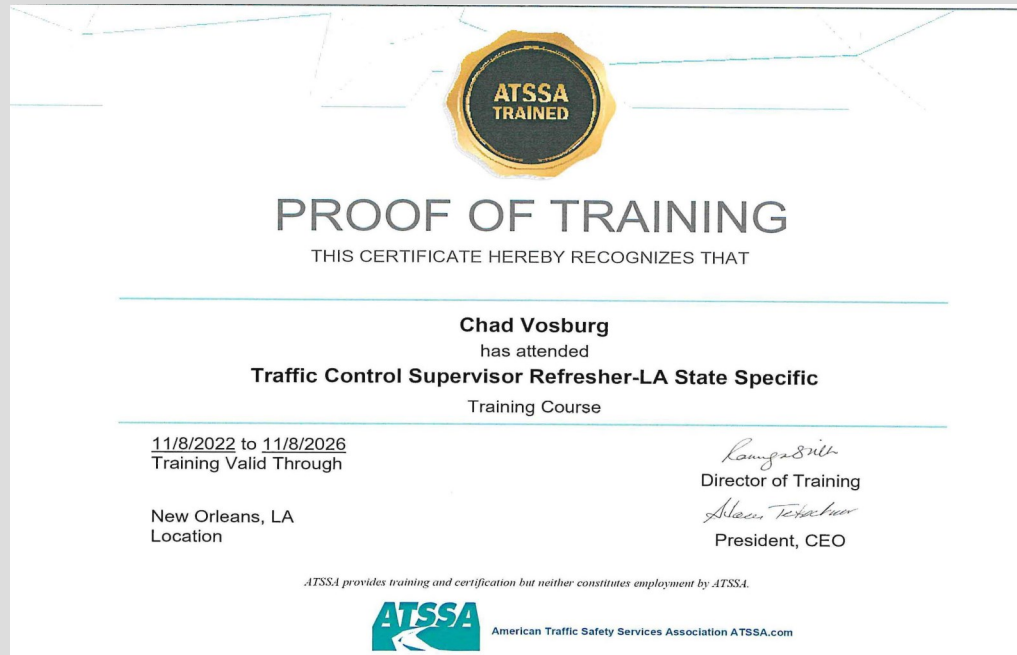 ATSSA
TRAINED
PROOF OF TRAINING
THIS CERTIFICATE HEREBY RECOGNIZES THAT
Chad Vosburg
has attended
Traffic Control Supervisor Refresher-LA State Specific
Training Course
11/8/2022 to 11/8/2026
Training Valid Through
Director of Training
New Orleans, LA
Location
President, CEO
ATSSA provides training and certification but neither constitutes employment by ATSSA.
ATSSA
American Traffic Safety Services Association ATSSA.com